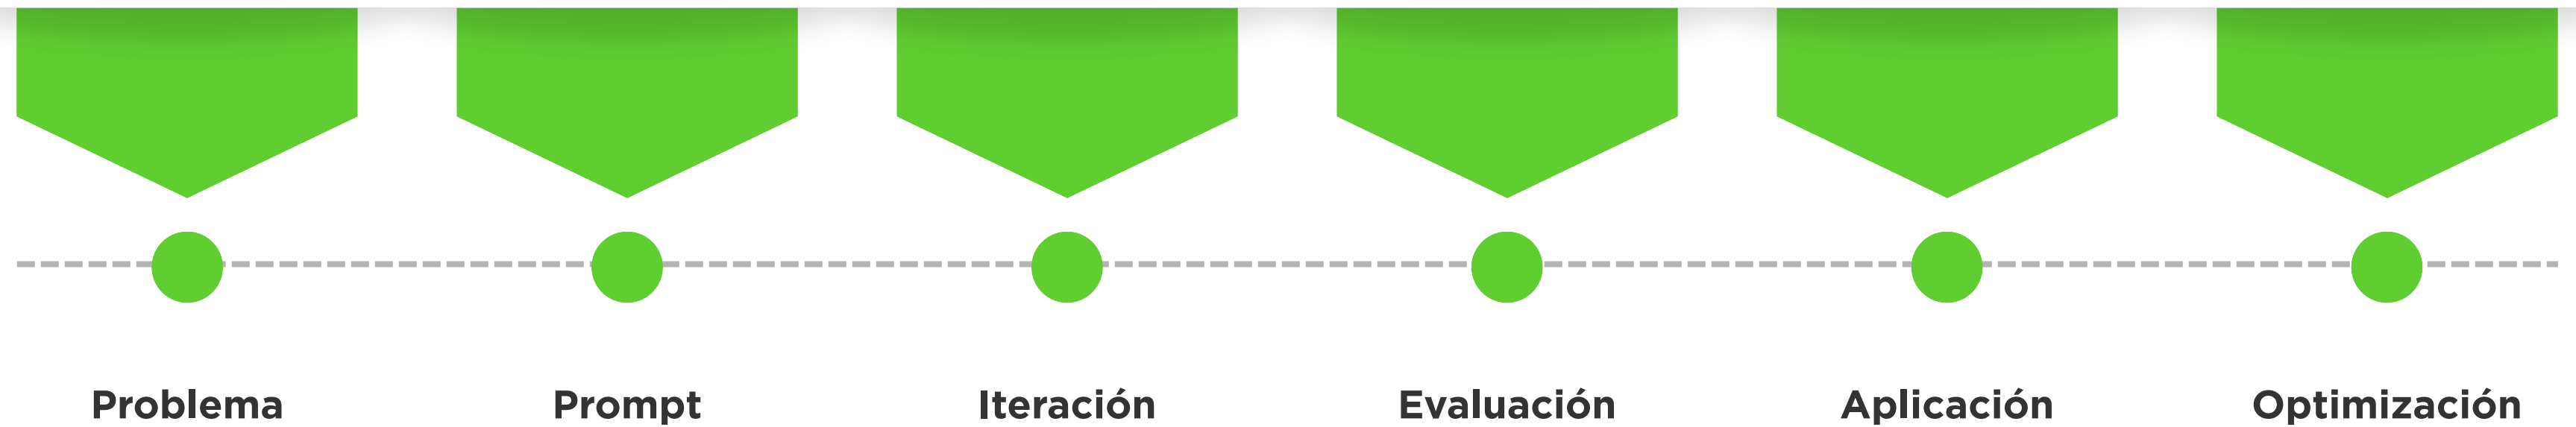 Problema
Prompt
Iteración
Evaluación
Aplicación
Optimización